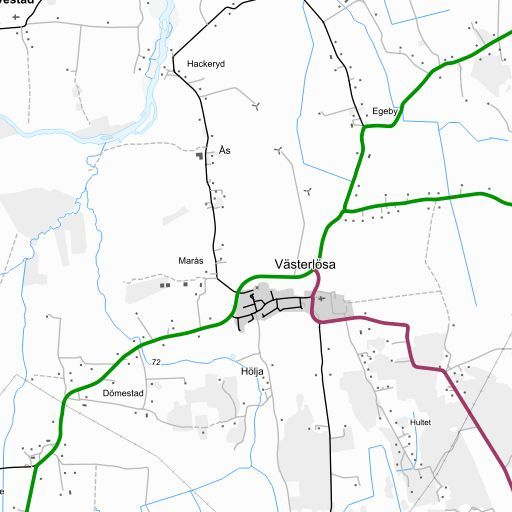 Hackeryd
Egeby
Ås
Marås
Västerlösa
72
Hölja
Dömestad
Hultet